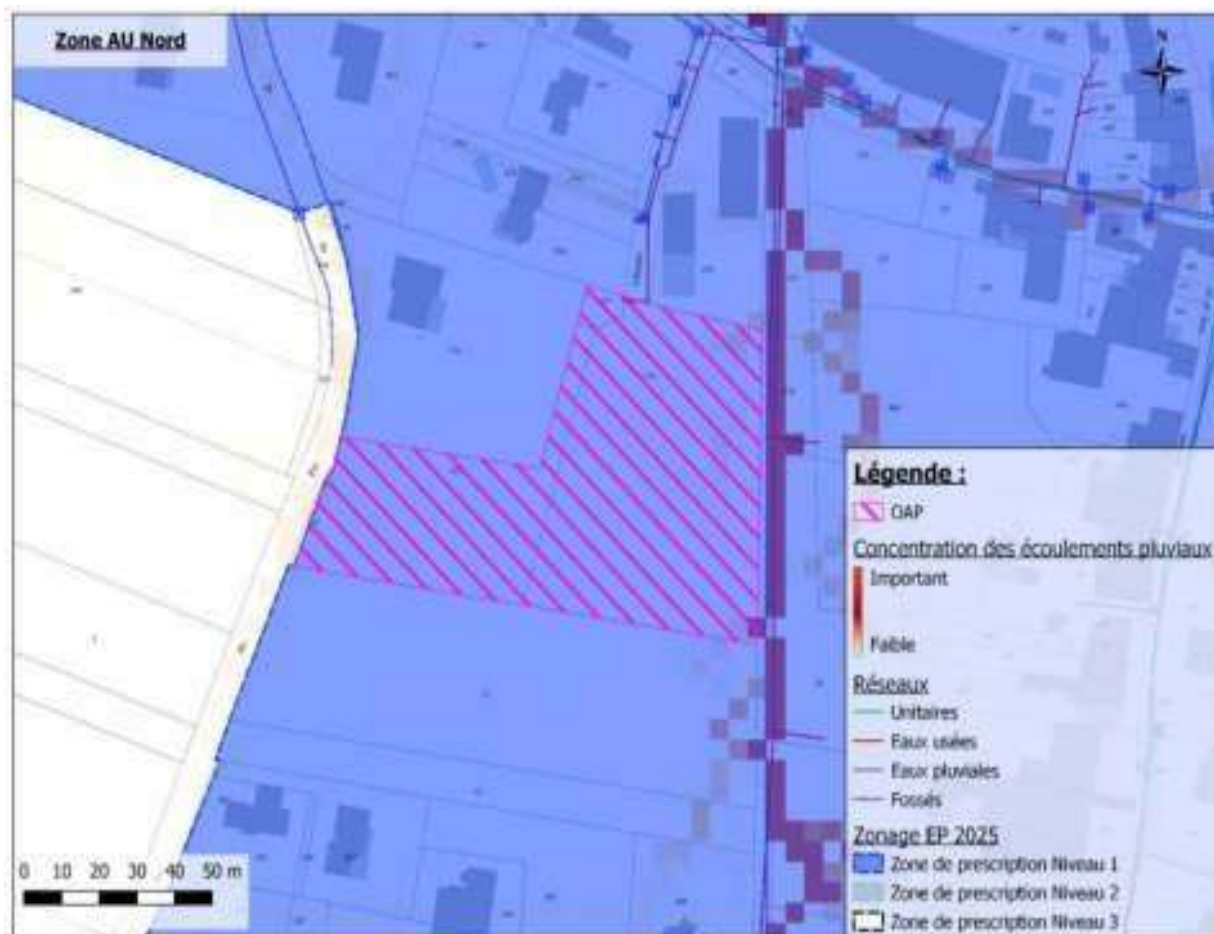 Zone AU Nord
N
Légende :
OAP
Concentration des écoulements pluviaux
Important
Faible
Réseaux
Unitaires
Eaux usées
Eaux pluviales
Fossés
Zonage EP 2025
Zone de prescription Niveau 1
Zone de prescription Niveau 2
Zone de prescription Niveau 3
0 10 20 30 40 50 m